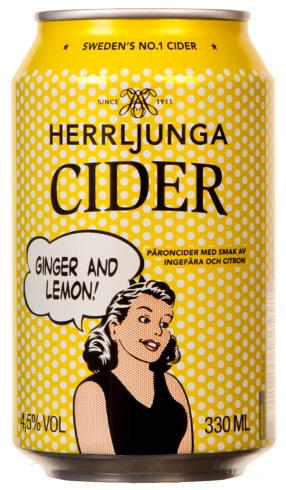 SWEDEN'S NO.1 CIDER
SINCE 1911
HERRLJUNGA
CIDER
PÄRONCIDER MED SMAK AV
INGEFÄRA OCH CITRON
GINGER AND
LEMON!
4,5% VOL 330 ML